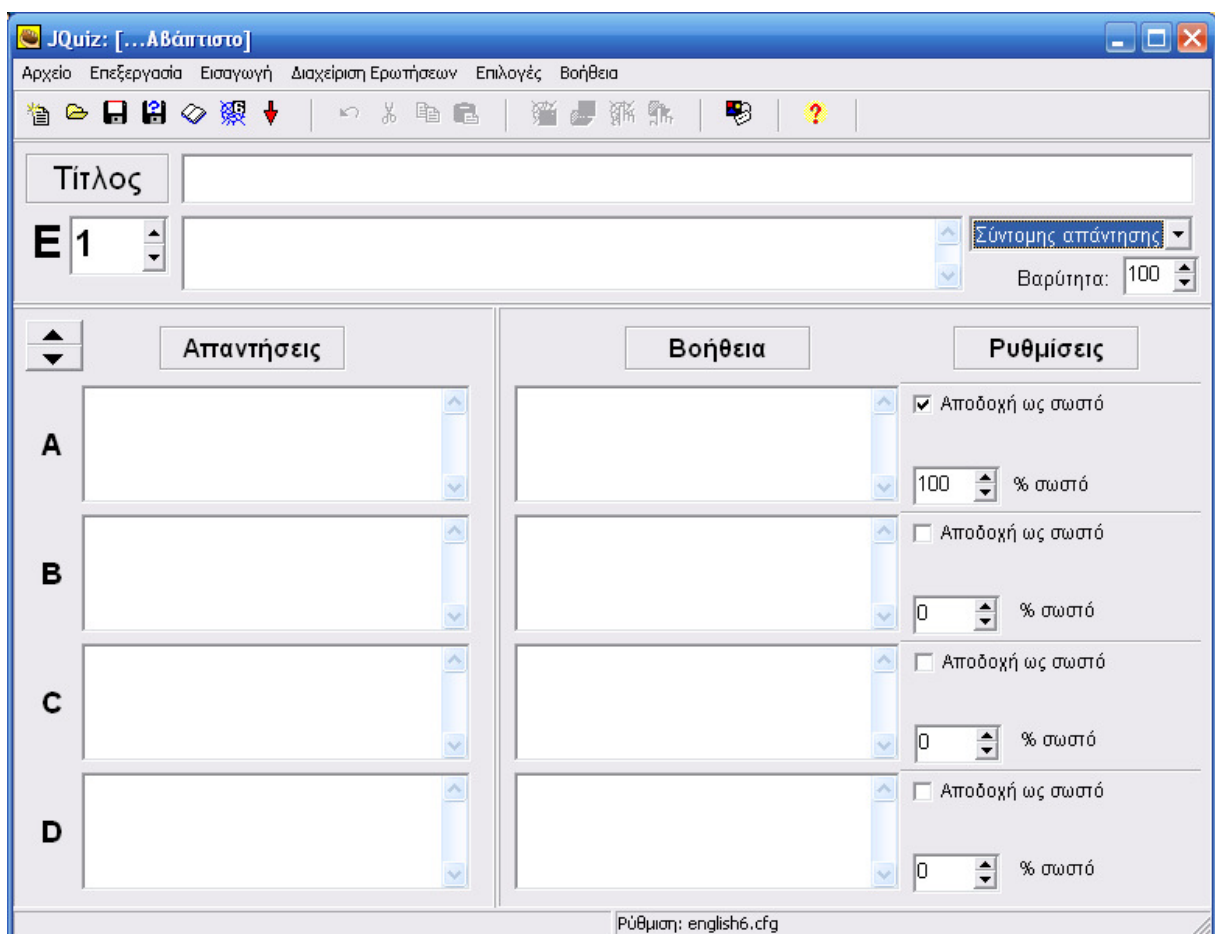 JQuiz: [...Αβάπτιστο]
Αρχείο Επεξεργασία Εισαγωγή Διαχείριση Ερωτήσεων Επιλογές Βοήθεια
Τίτλος
Ε 1
Σύντομης απάντησης
Βαρύτητα: 100
Απαντήσεις Βοήθεια Ρυθμίσεις
A
Αποδοχή ως σωστό
100 % σωστό
B
Αποδοχή ως σωστό
0 % σωστό
C
Αποδοχή ως σωστό
0 % σωστό
D
Αποδοχή ως σωστό
0 % σωστό
Ρύθμιση: english6.cfg